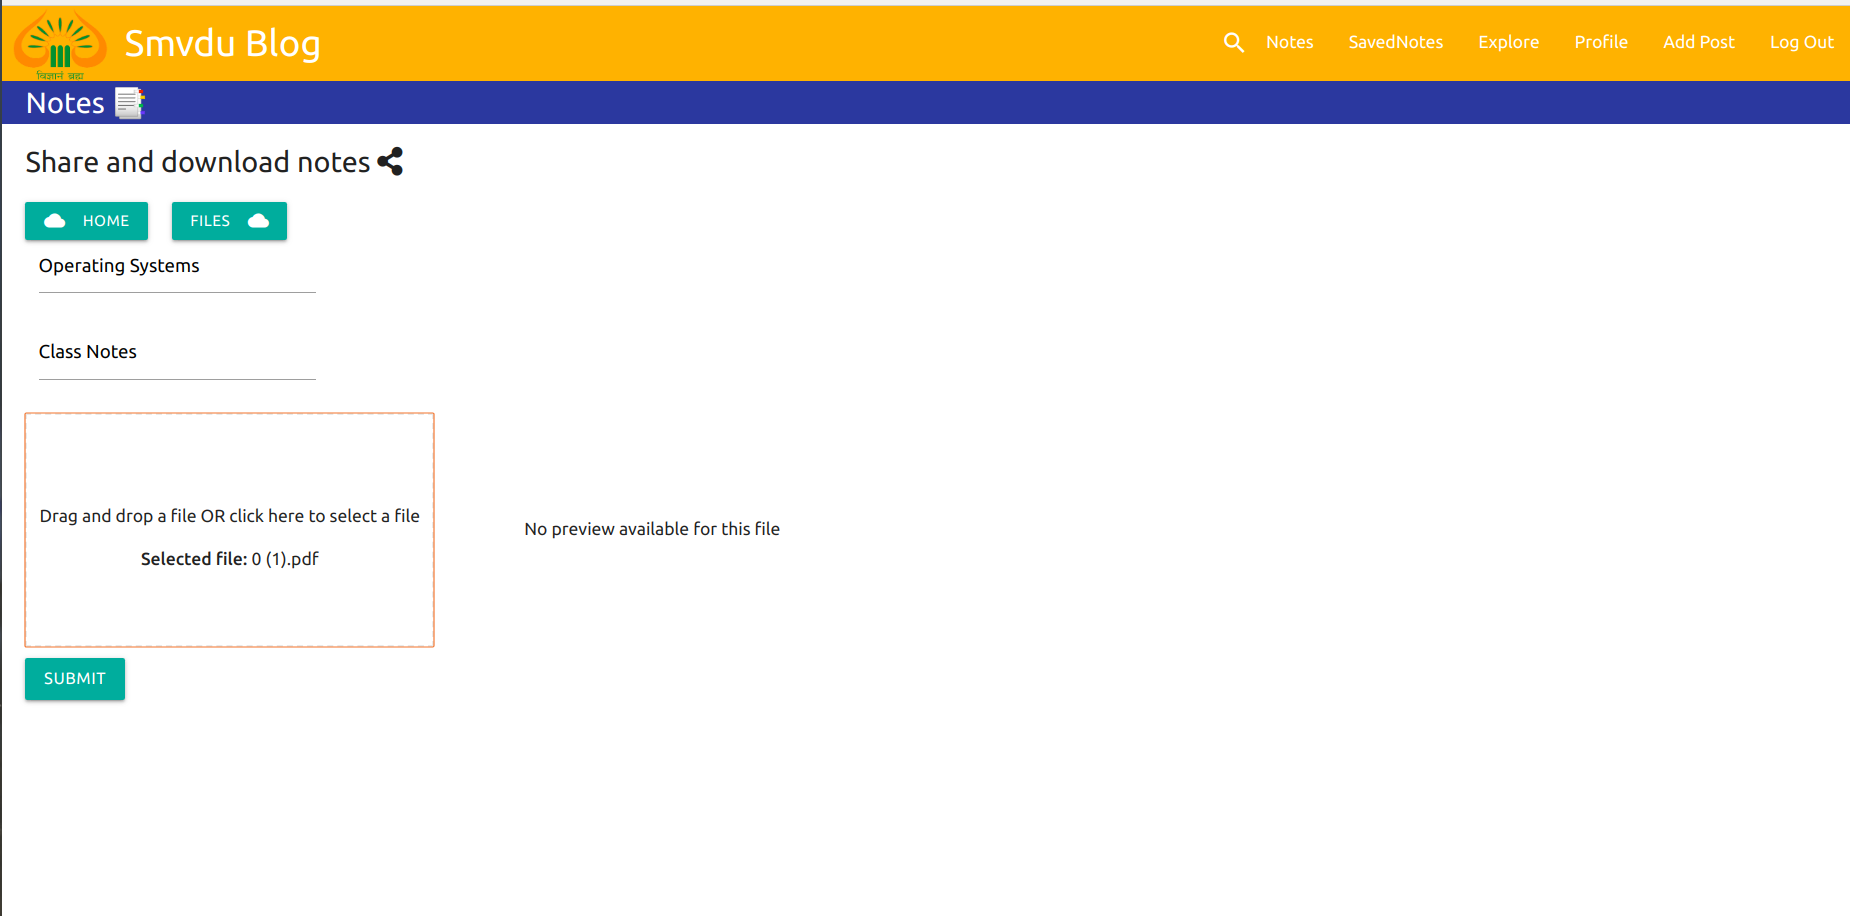 विज्ञानं ब्रह्म
Smvdu Blog
Notes SavedNotes Explore Profile Add Post Log Out
Notes
Share and download notes
HOME FILES
Operating Systems
Class Notes
Drag and drop a file OR click here to select a file
Selected file: 0 (1).pdf
No preview available for this file
SUBMIT